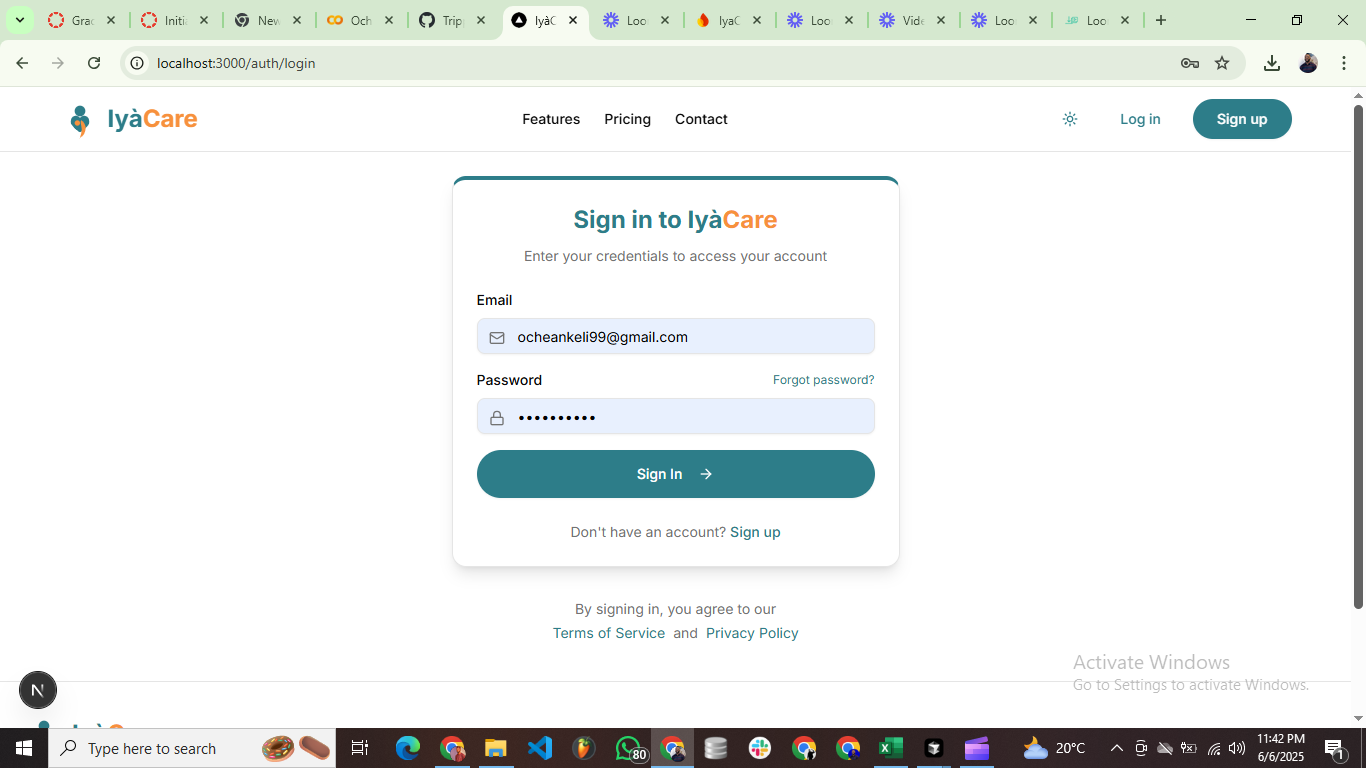 Grac
Initi
New
Och
Trip
IyàC
Loo
IyaC
Loo
Vide
Loo
Loo
localhost:3000/auth/login
IyàCare
Features Pricing Contact
Log in
Sign up
Sign in to IyàCare
Enter your credentials to access your account
Email
ocheankeli99@gmail.com
Password Forgot password?
••••••••••
Sign In →
Don't have an account? Sign up
By signing in, you agree to our
Terms of Service and Privacy Policy
Activate Windows
Go to Settings to activate Windows.
N
Type here to search
80
20°C
11:42 PM
6/6/2025
1